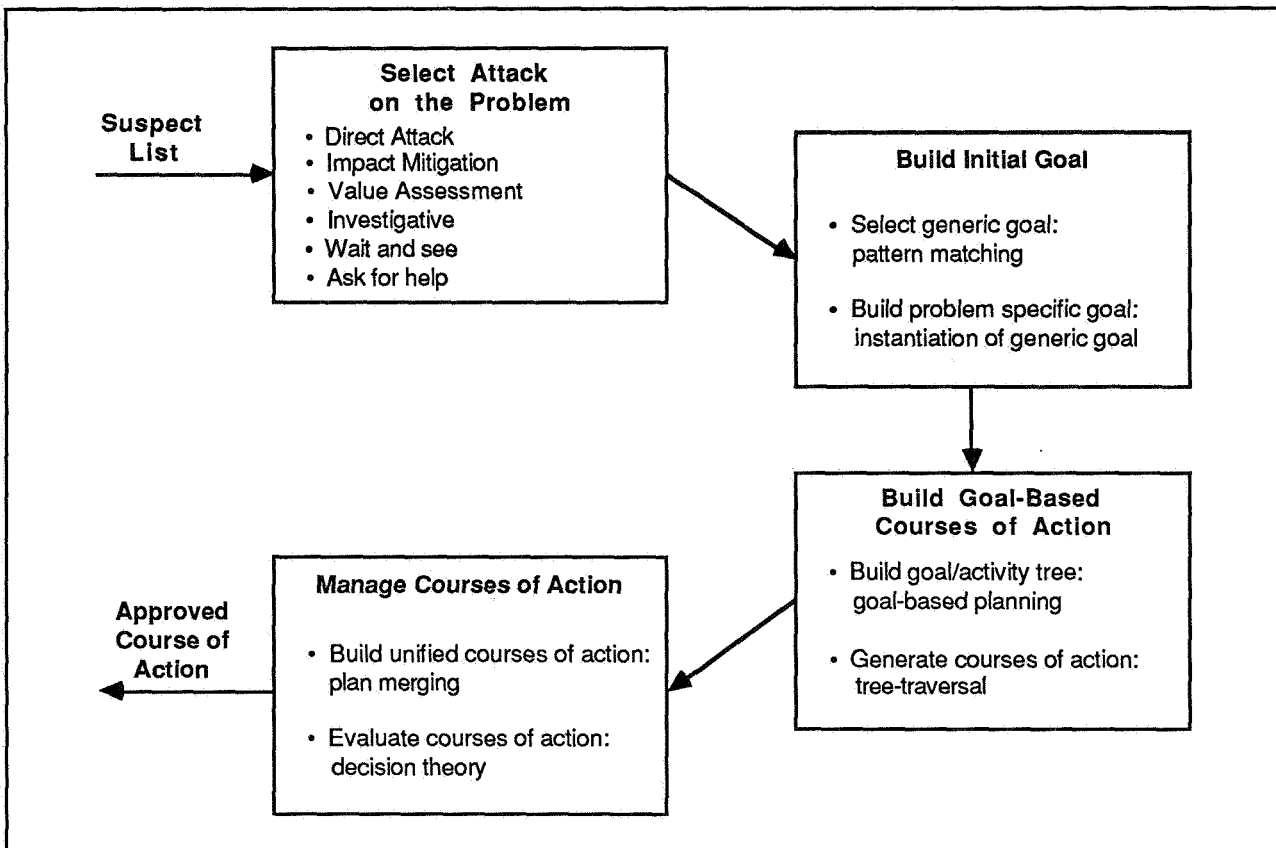 Suspect
List
Select Attack
on the Problem
• Direct Attack
• Impact Mitigation
• Value Assessment
• Investigative
• Wait and see
• Ask for help
Build Initial Goal
• Select generic goal:
pattern matching
• Build problem specific goal:
instantiation of generic goal
Build Goal-Based
Courses of Action
• Build goal/activity tree:
goal-based planning
• Generate courses of action:
tree-traversal
Manage Courses of Action
• Build unified courses of action:
plan merging
• Evaluate courses of action:
decision theory
Approved
Course of
Action